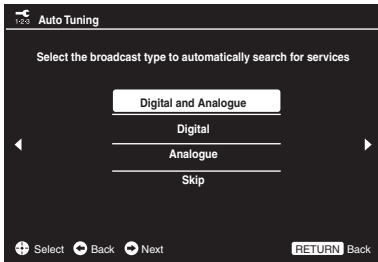 1·2·3 Auto Tuning
Select the broadcast type to automatically search for services
Digital and Analogue
Digital
Analogue
Skip
Select Back Next RETURN Back